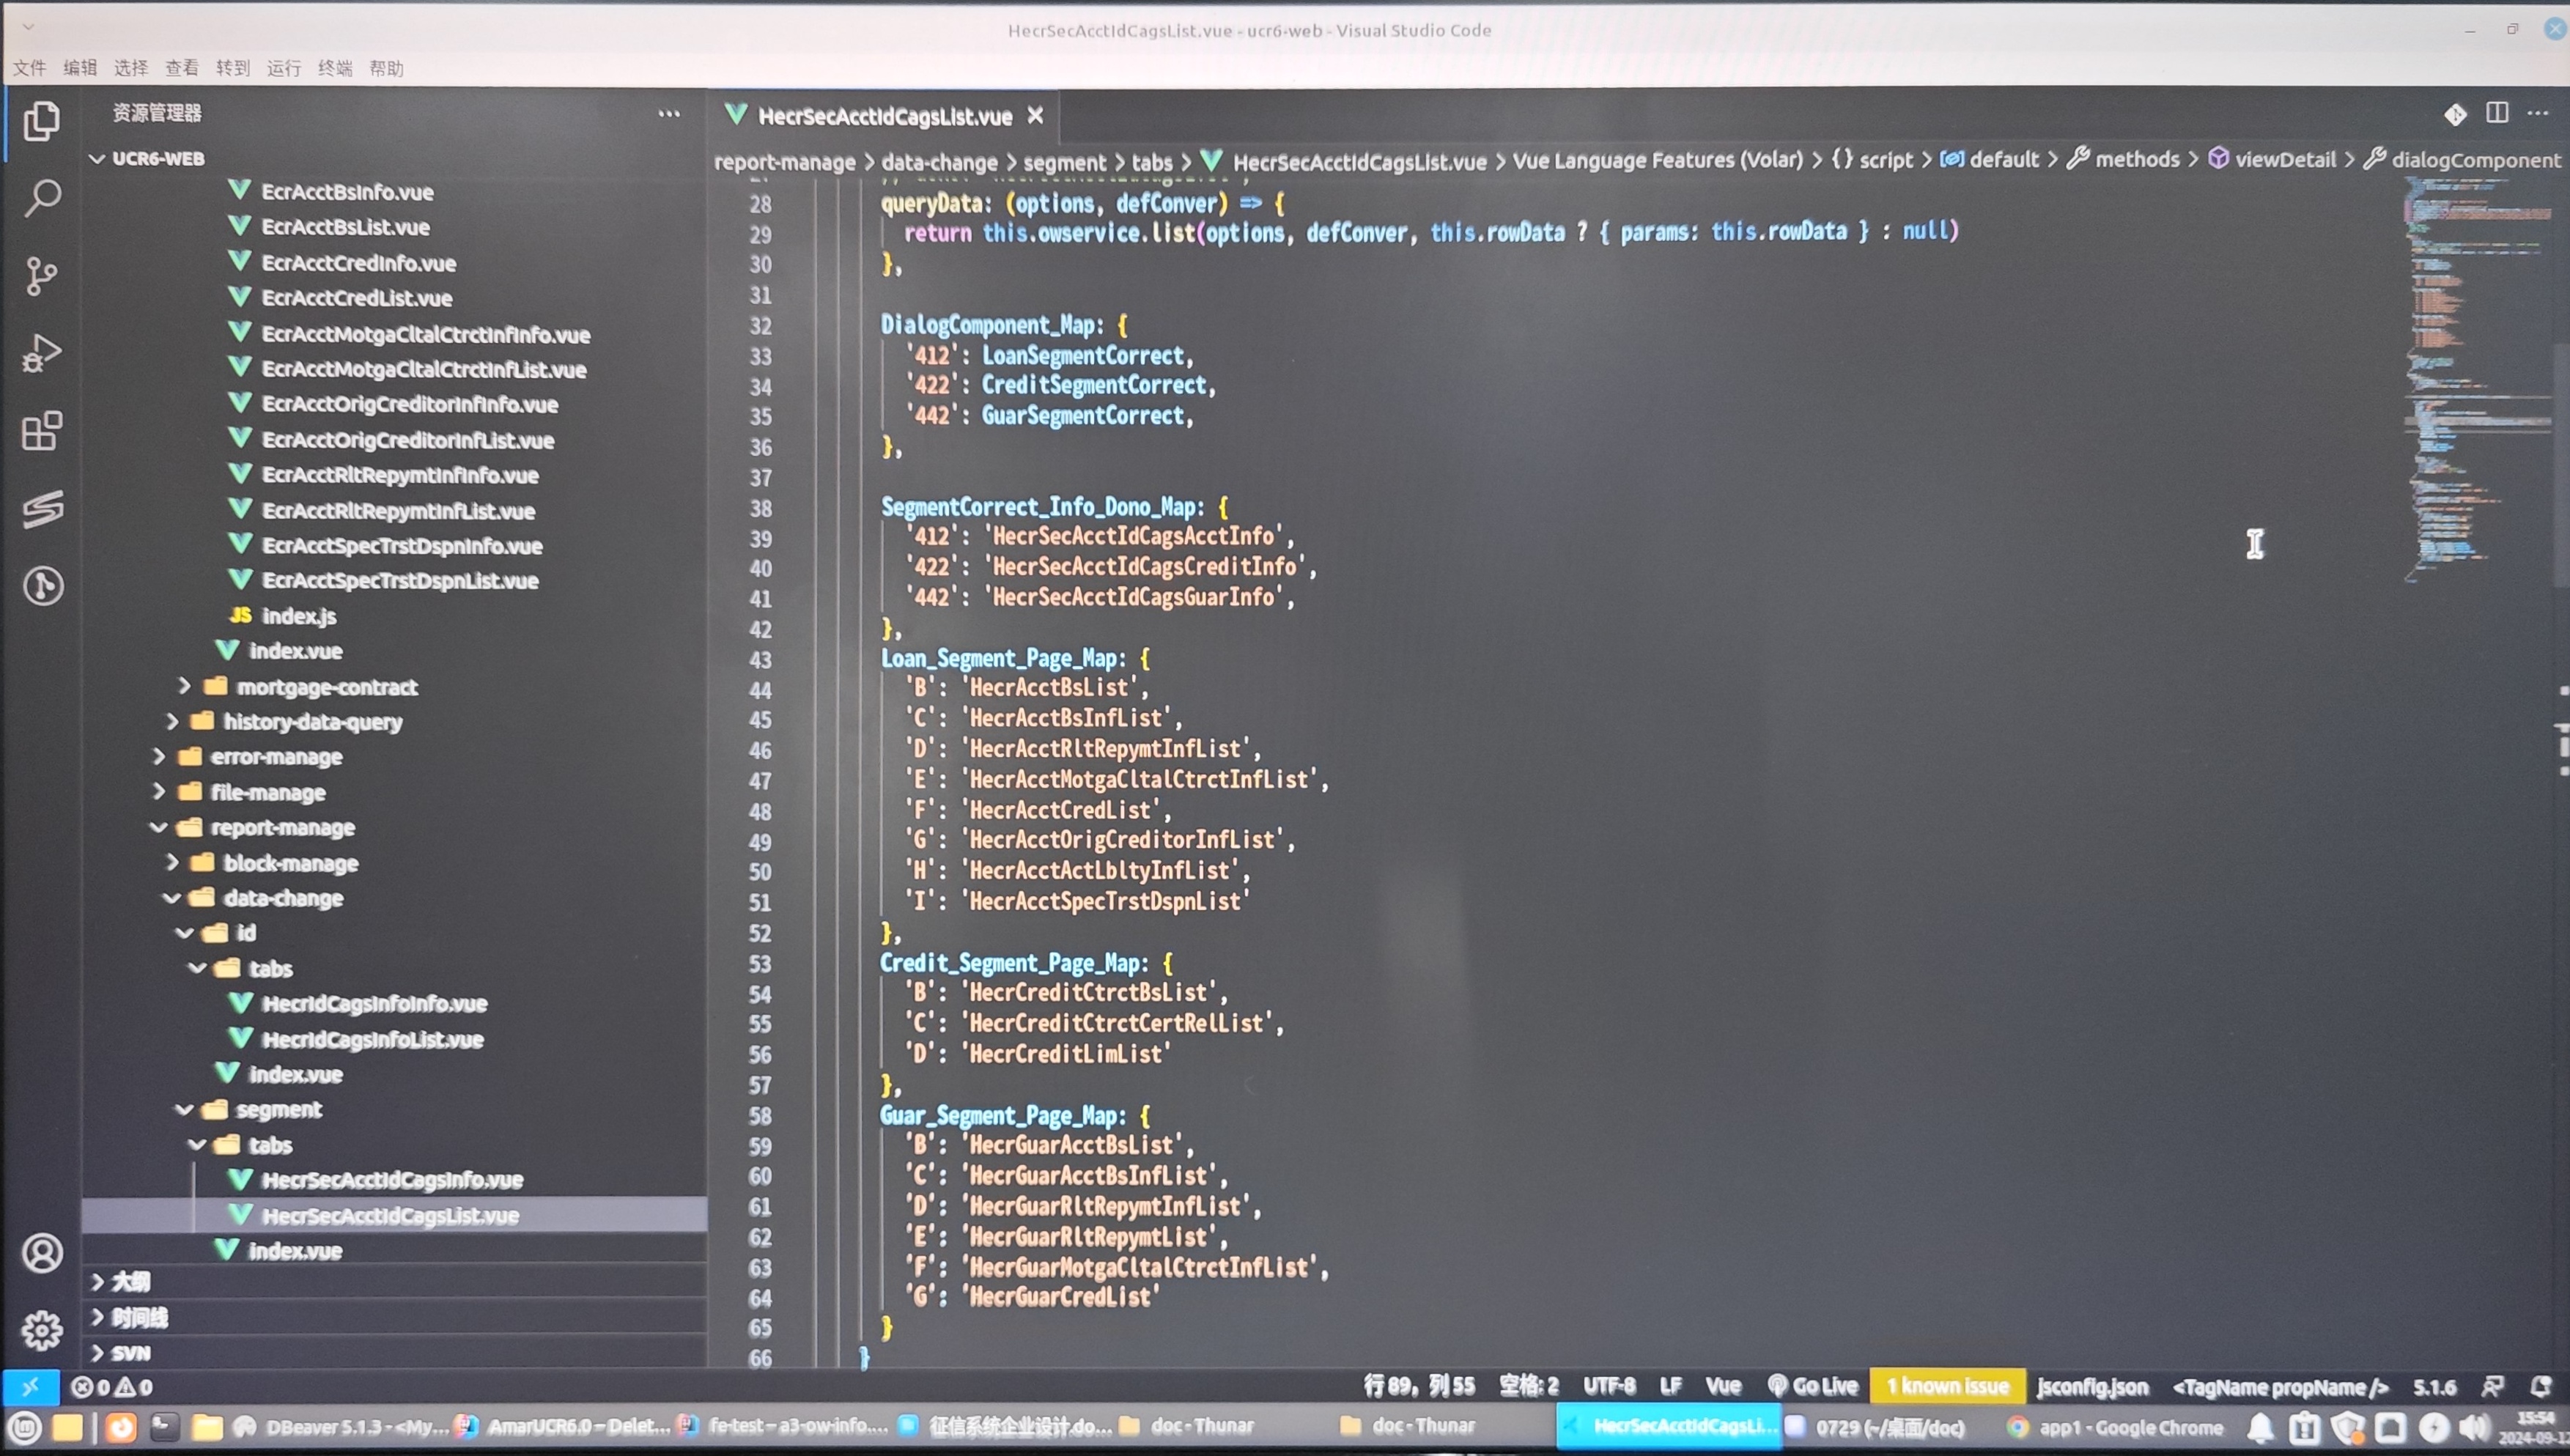 HecrSecAcctIdCagsList.vue - ucr6-web - Visual Studio Code
文件 编辑 选择 查看 转到 运行 终端 帮助
资源管理器
UCR6-WEB
EcrAcctBsInfo.vue
EcrAcctBsList.vue
EcrAcctCredInfo.vue
EcrAcctCredList.vue
EcrAcctMotgaCltalCtrctInfInfo.vue
EcrAcctMotgaCltalCtrctInfList.vue
EcrAcctOrigCreditorInfInfo.vue
EcrAcctOrigCreditorInfList.vue
EcrAcctRltRepymtInfInfo.vue
EcrAcctRltRepymtInfList.vue
EcrAcctSpecTrstDspnInfo.vue
EcrAcctSpecTrstDspnList.vue
JS index.js
index.vue
mortgage-contract
history-data-query
error-manage
file-manage
report-manage
block-manage
data-change
id
tabs
HecrIdCagsInfoInfo.vue
HecrIdCagsInfoList.vue
index.vue
segment
tabs
HecrSecAcctIdCagsInfo.vue
HecrSecAcctIdCagsList.vue
index.vue
大纲
时间线
SVN
HecrSecAcctIdCagsList.vue
report-manage > data-change > segment > tabs > HecrSecAcctIdCagsList.vue > Vue Language Features (Volar) > {} script > default > methods > viewDetail > dialogComponent
28 queryData: (options, defConver) => {
29 return this.owservice.list(options, defConver, this.rowData ? { params: this.rowData } : null)
30 },
31
32 DialogComponent_Map: {
33 '412': LoanSegmentCorrect,
34 '422': CreditSegmentCorrect,
35 '442': GuarSegmentCorrect,
36 },
37
38 SegmentCorrect_Info_Dono_Map: {
39 '412': 'HecrSecAcctIdCagsAcctInfo',
40 '422': 'HecrSecAcctIdCagsCreditInfo',
41 '442': 'HecrSecAcctIdCagsGuarInfo',
42 },
43 Loan_Segment_Page_Map: {
44 'B': 'HecrAcctBsList',
45 'C': 'HecrAcctBsInfList',
46 'D': 'HecrAcctRltRepymtInfList',
47 'E': 'HecrAcctMotgaCltalCtrctInfList',
48 'F': 'HecrAcctCredList',
49 'G': 'HecrAcctOrigCreditorInfList',
50 'H': 'HecrAcctActLbltyInfList',
51 'I': 'HecrAcctSpecTrstDspnList'
52 },
53 Credit_Segment_Page_Map: {
54 'B': 'HecrCreditCtrctBsList',
55 'C': 'HecrCreditCtrctCertRelList',
56 'D': 'HecrCreditLimList'
57 },
58 Guar_Segment_Page_Map: {
59 'B': 'HecrGuarAcctBsList',
60 'C': 'HecrGuarAcctBsInfList',
61 'D': 'HecrGuarRltRepymtInfList',
62 'E': 'HecrGuarRltRepymtList',
63 'F': 'HecrGuarMotgaCltalCtrctInfList',
64 'G': 'HecrGuarCredList'
65 }
66 }
0 0 行 89，列 55 空格: 2 UTF-8 LF Vue Go Live 1 known issue jsconfig.json <TagName propName /> 5.1.6
DBeaver 5.1.3 - <My... AmarUCR6.0 – Delet... fe-test – a3-ow-info.... 征信系统企业设计.do... doc - Thunar doc - Thunar HecrSecAcctIdCagsLi... 0729 (~/桌面/doc) app1 - Google Chrome 15:54